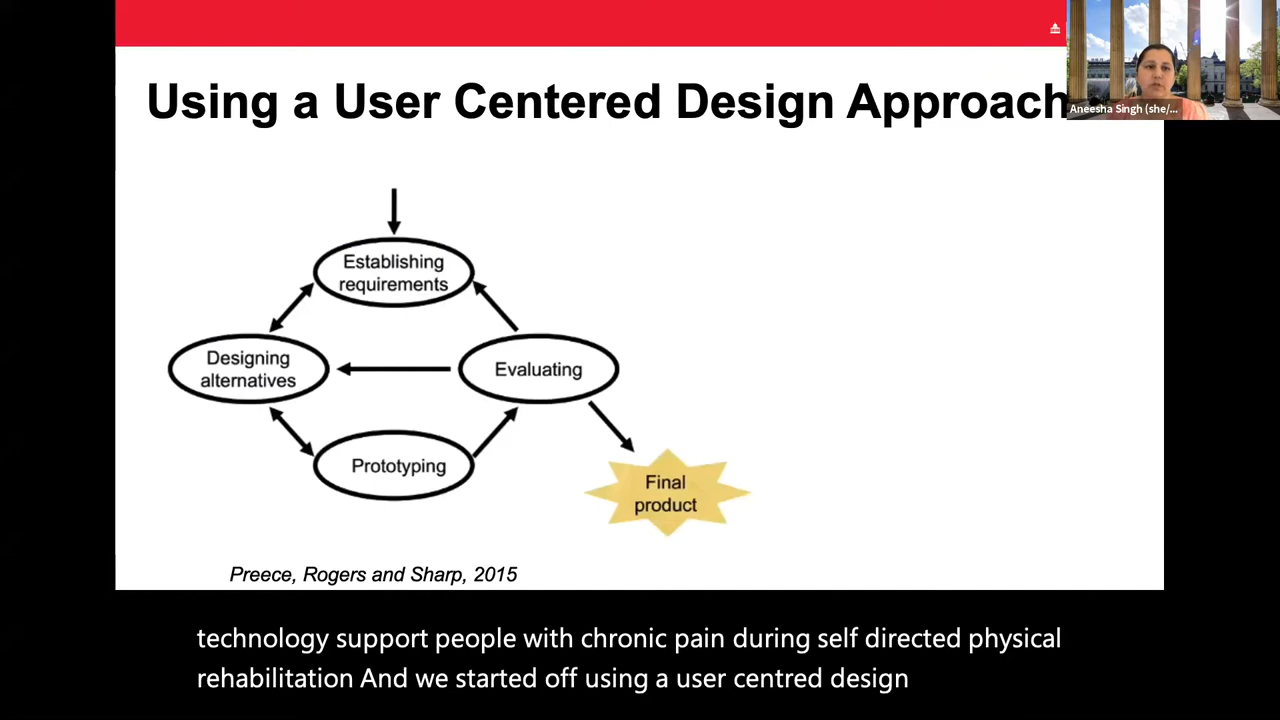 Using a User Centered Design Approach
Aneesha Singh (she/...
Establishing
requirements
Designing
alternatives
Evaluating
Prototyping
Final
product
Preece, Rogers and Sharp, 2015
technology support people with chronic pain during self directed physical
rehabilitation And we started off using a user centred design